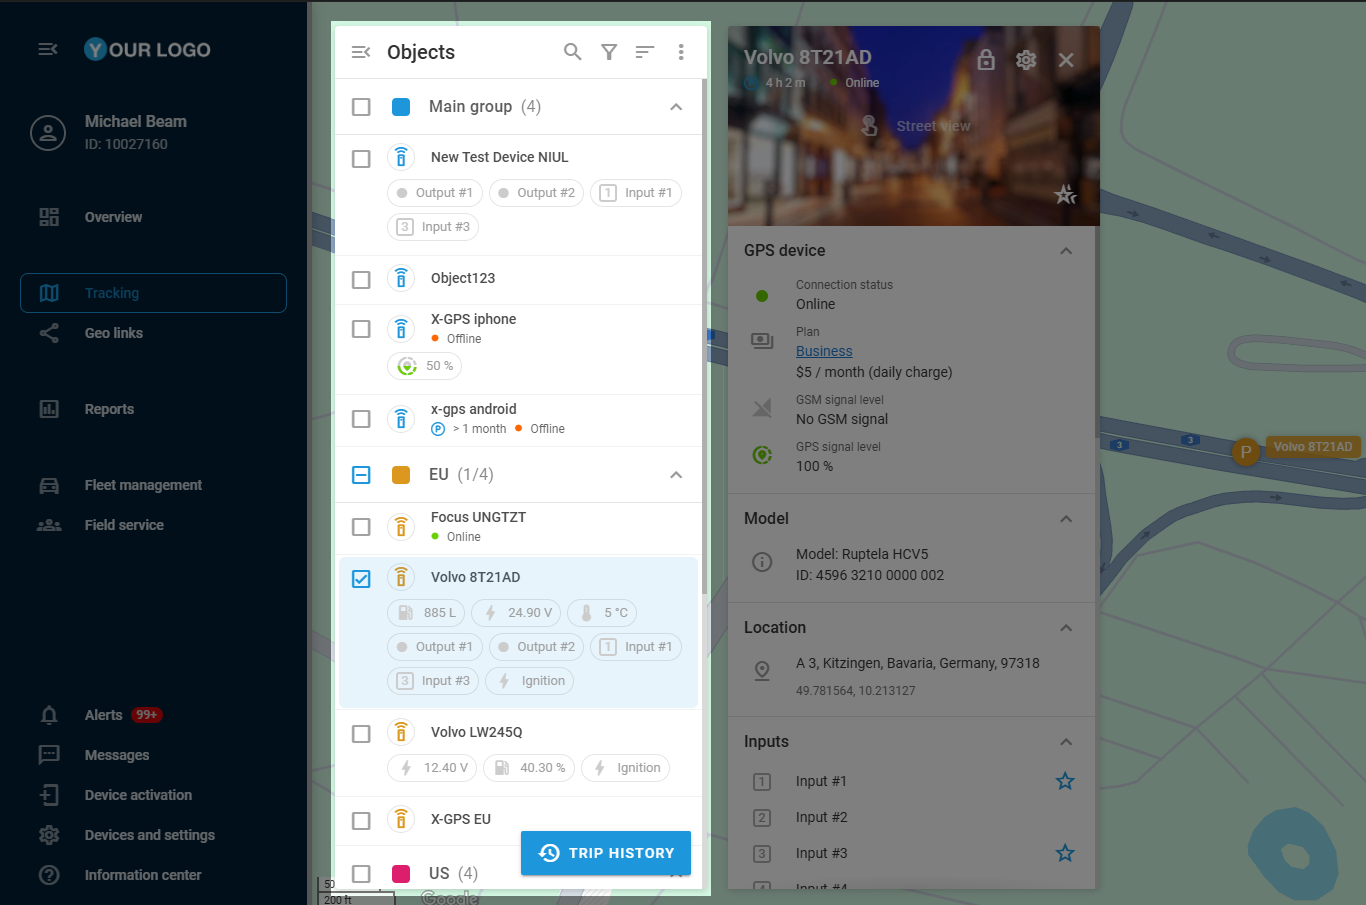 YOUR LOGO
Michael Beam
ID: 10027160
Overview
Tracking
Geo links
Reports
Fleet management
Field service
Alerts 99+
Messages
Device activation
Devices and settings
Information center
Objects
Main group (4)
New Test Device NIUL
Output #1 Output #2 1 Input #1
3 Input #3
Object123
X-GPS iphone
Offline
50 %
x-gps android
P > 1 month Offline
EU (1/4)
Focus UNGTZT
Online
Volvo 8T21AD
885 L 24.90 V 5 °C
Output #1 Output #2 1 Input #1
3 Input #3 Ignition
Volvo LW245Q
12.40 V 40.30 % Ignition
X-GPS EU
TRIP HISTORY
US (4)
Volvo 8T21AD
4 h 2 m Online
Street view
GPS device
Connection status
Online
Plan
Business
$5 / month (daily charge)
GSM signal level
No GSM signal
GPS signal level
100 %
Model
Model: Ruptela HCV5
ID: 4596 3210 0000 002
Location
A 3, Kitzingen, Bavaria, Germany, 97318
49.781564, 10.213127
Inputs
1 Input #1
2 Input #2
3 Input #3
4 Input #4
3
3
P Volvo 8T21AD
50
200 ft
Google